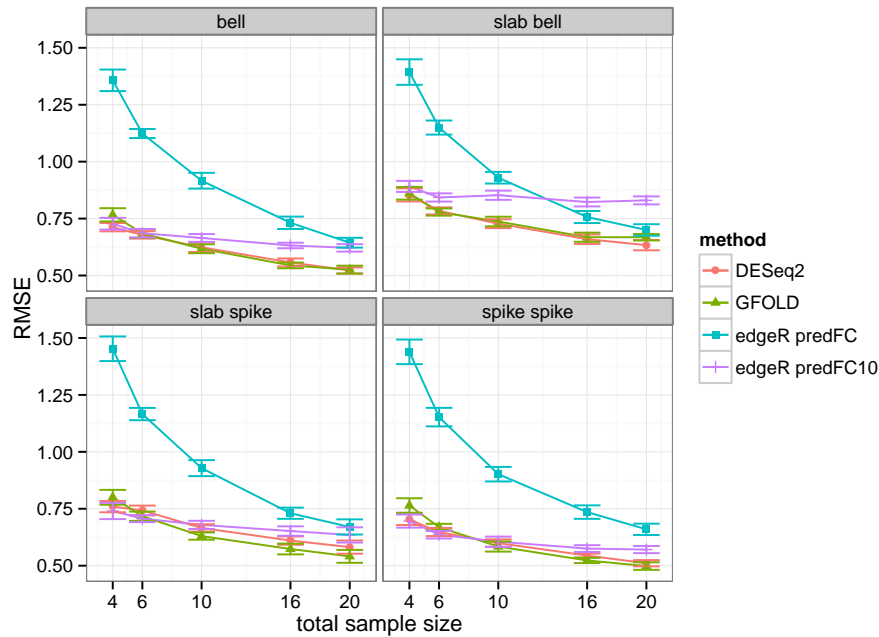 bell
slab bell
1.50
1.25
1.00
0.75
0.50
slab spike
spike spike
1.50
1.25
1.00
0.75
0.50
RMSE
4 6 10 16 20
4 6 10 16 20
total sample size
method
DESeq2
GFOLD
edgeR predFC
edgeR predFC10